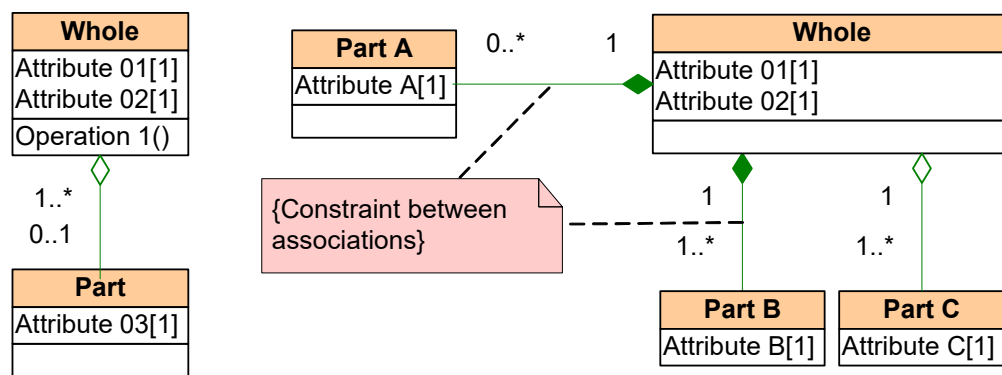 Whole
Attribute 01[1]
Attribute 02[1]
Operation 1()
1..*
0..1
Part
Attribute 03[1]
Part A
Attribute A[1]
0..*
1
Whole
Attribute 01[1]
Attribute 02[1]
{Constraint between
associations}
1
1..*
1
1..*
Part B
Attribute B[1]
Part C
Attribute C[1]